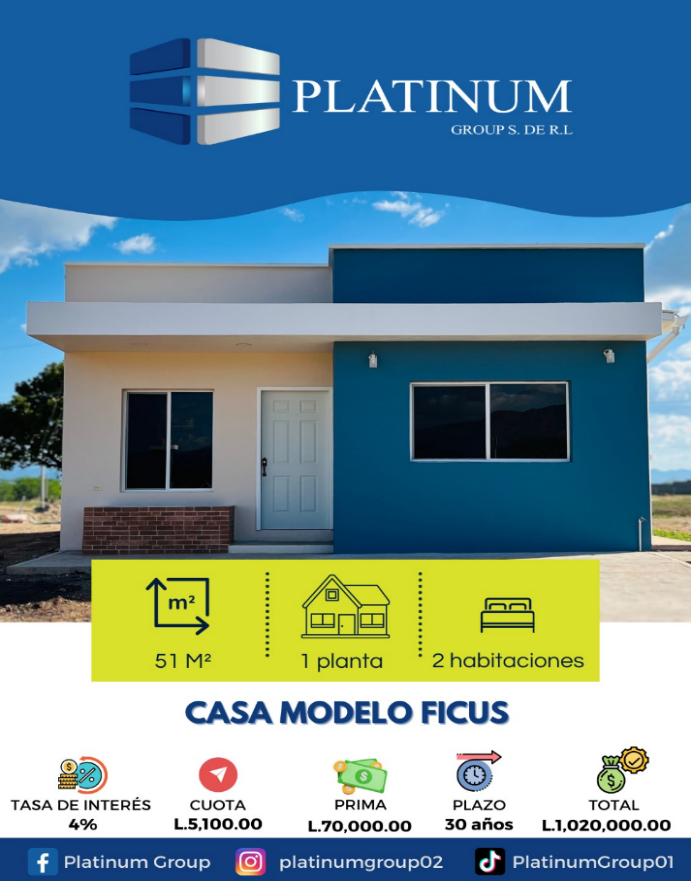 PLATINUM
GROUP S. DE R.L
m²
51 M²
1 planta
2 habitaciones
CASA MODELO FICUS
TASA DE INTERÉS
4%
CUOTA
L.5,100.00
PRIMA
L.70,000.00
PLAZO
30 años
TOTAL
L.1,020,000.00
Platinum Group
platinumgroup02
PlatinumGroup01